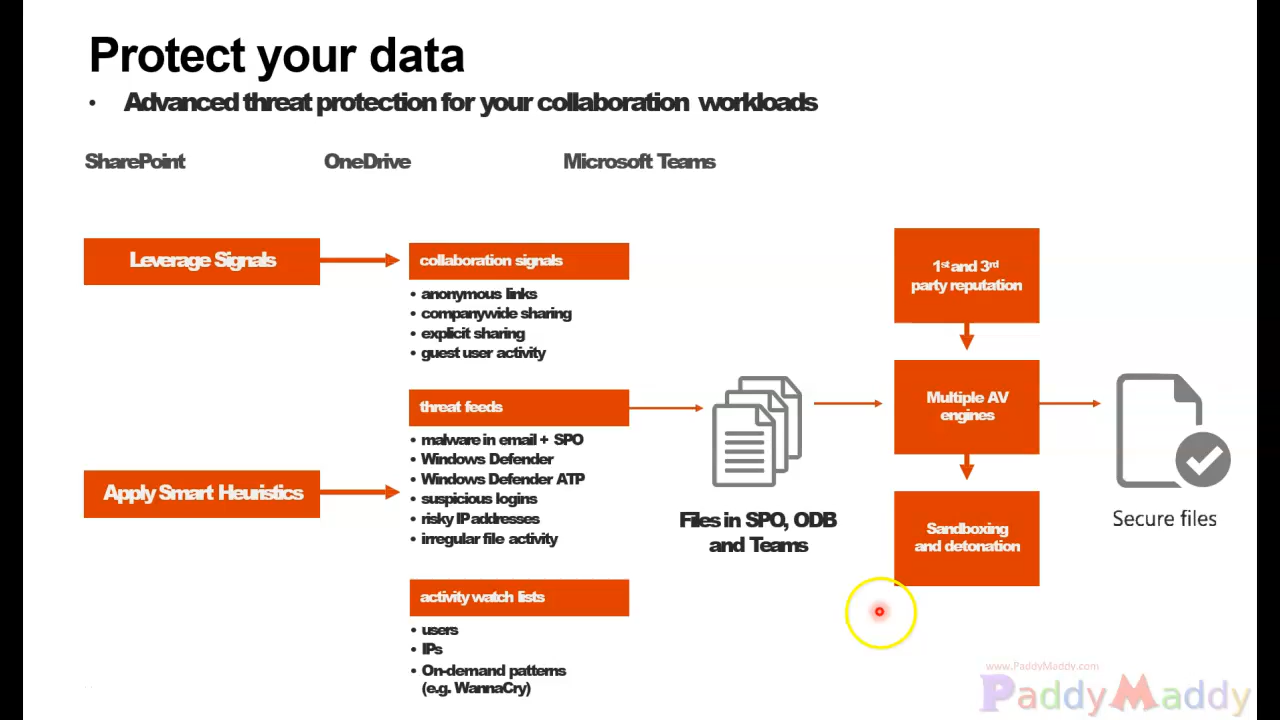 Protect your data
• Advanced threat protection for your collaboration workloads
SharePoint
OneDrive
Microsoft Teams
Leverage Signals
collaboration signals
• anonymous links
• companywide sharing
• explicit sharing
• guest user activity
Apply Smart Heuristics
threat feeds
• malware in email + SPO
• Windows Defender
• Windows Defender ATP
• suspicious logins
• risky IP addresses
• irregular file activity
activity watch lists
• users
• IPs
• On-demand patterns
(e.g. WannaCry)
Files in SPO, ODB
and Teams
1st and 3rd
party reputation
Multiple AV
engines
Sandboxing
and detonation
Secure files
www.PaddyMaddy.com
PaddyMaddy